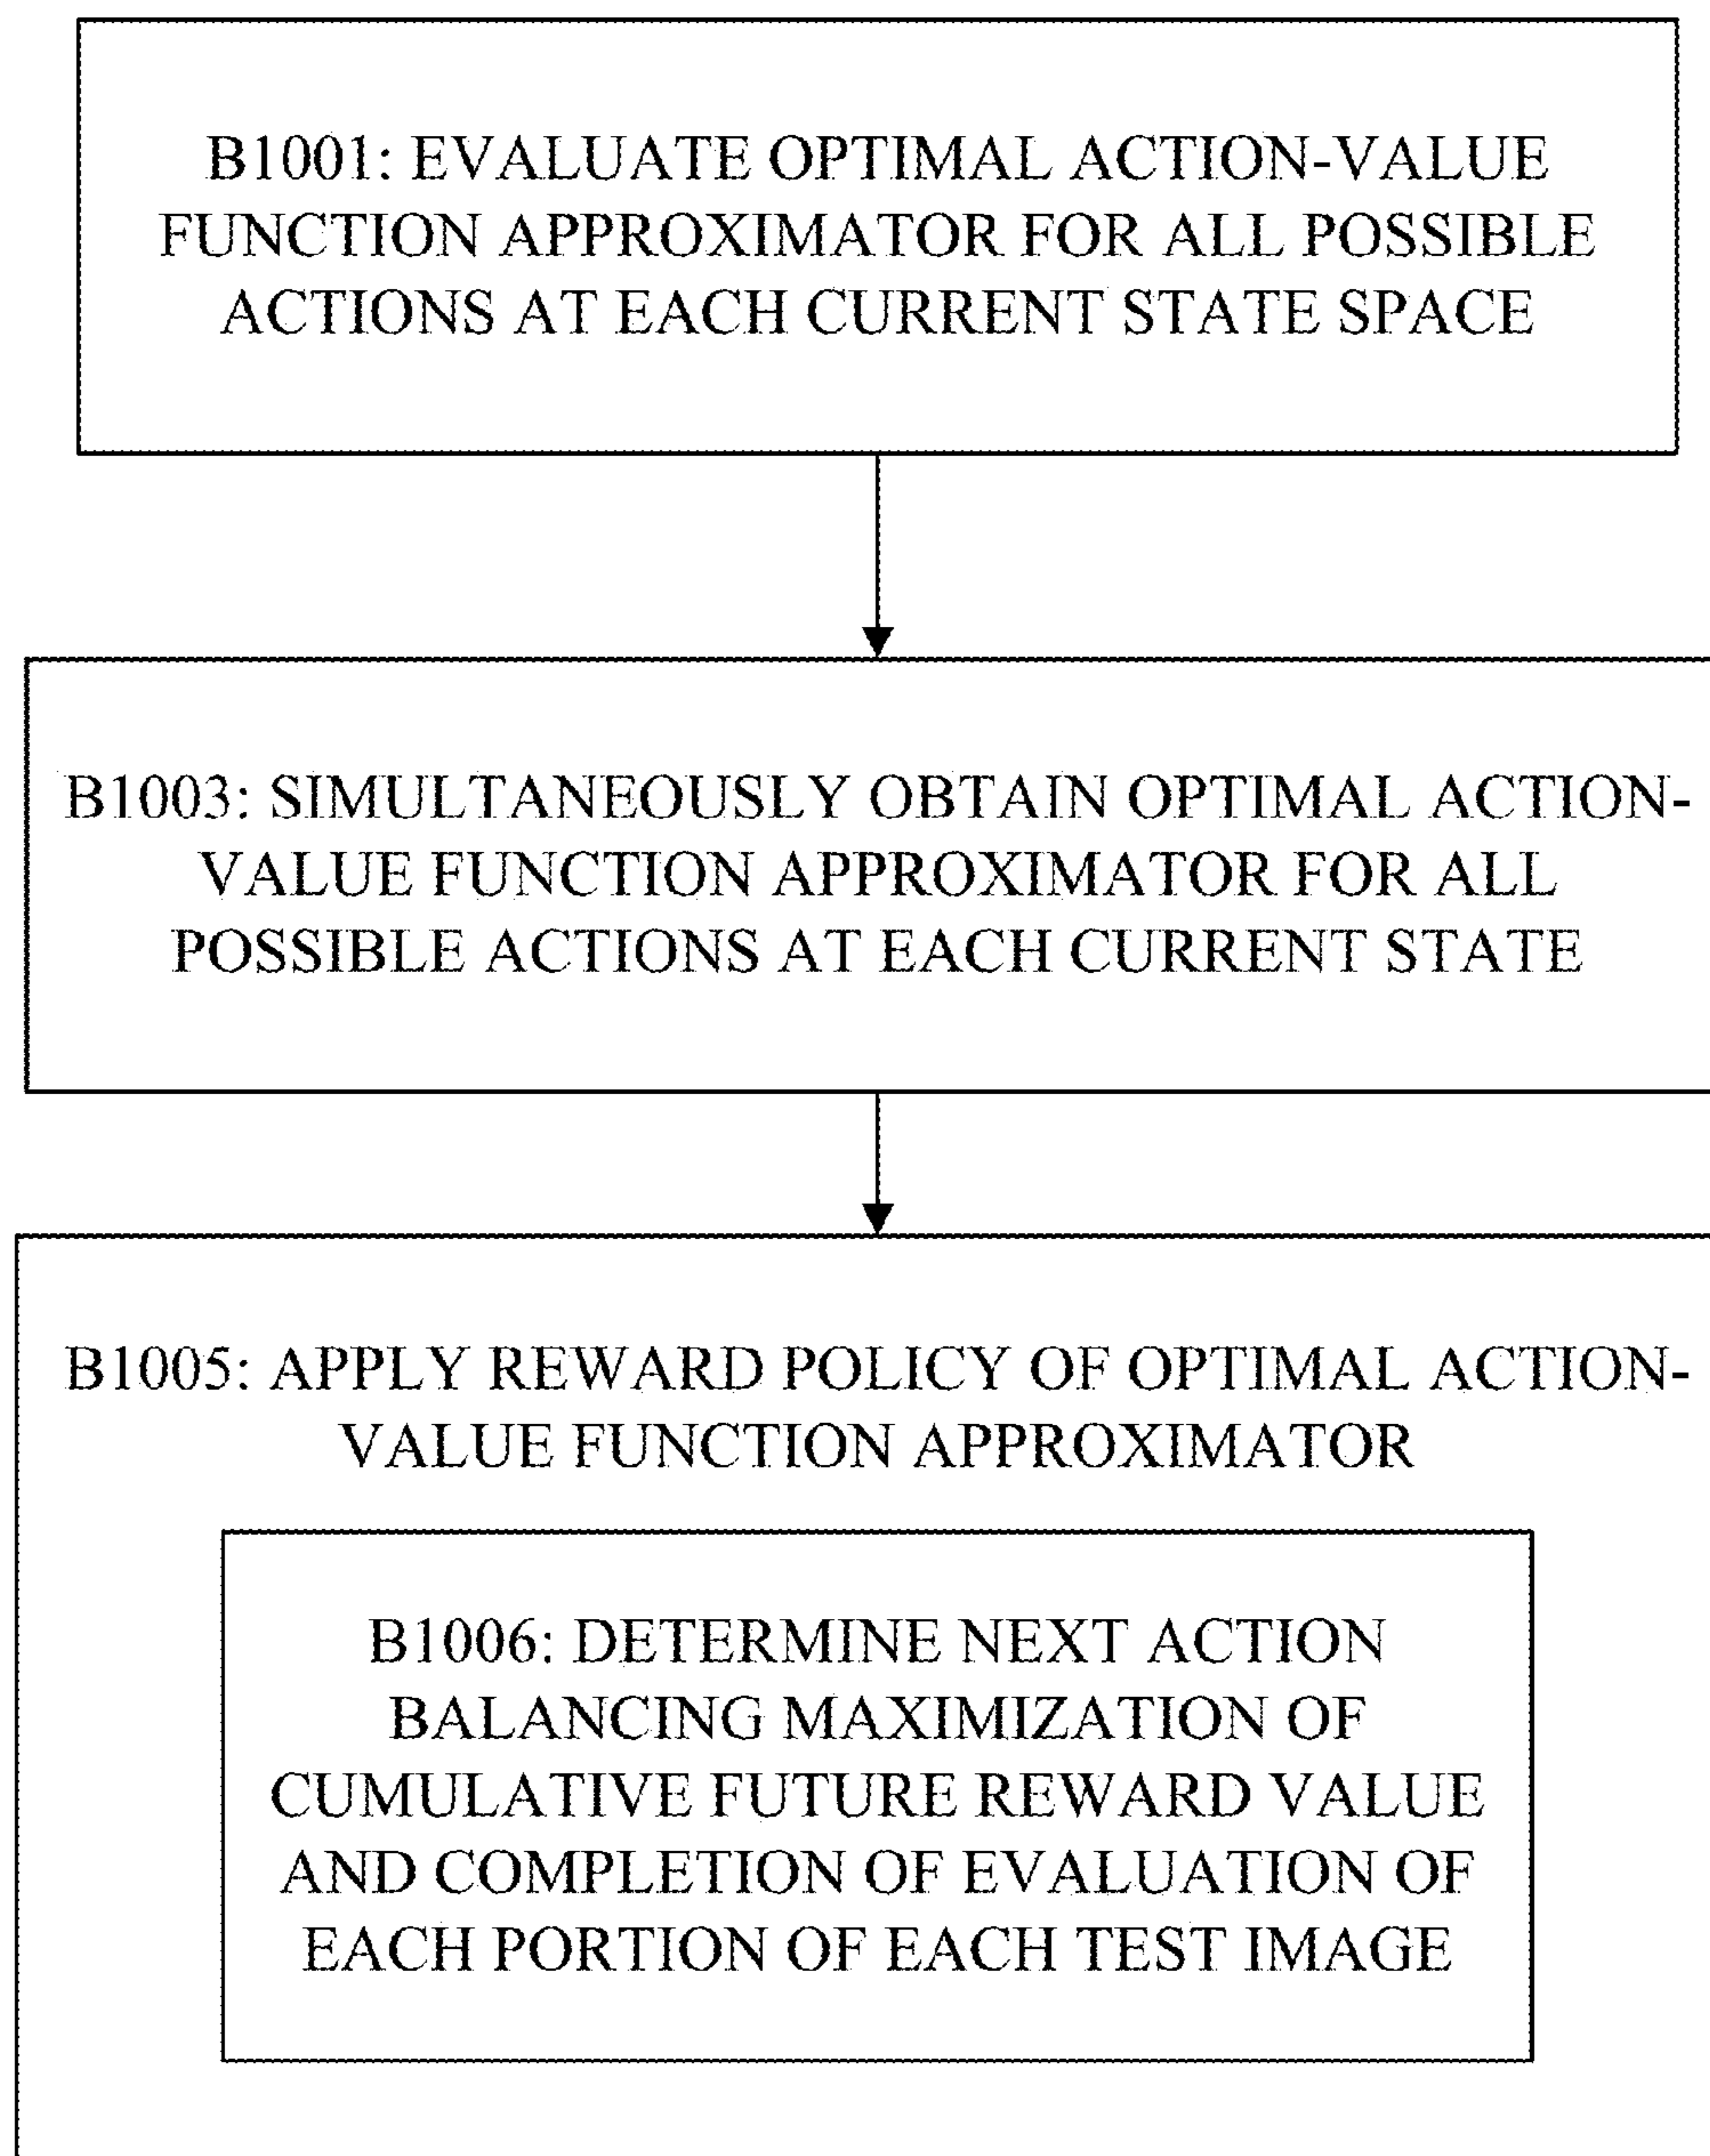 B1001: EVALUATE OPTIMAL ACTION-VALUE
FUNCTION APPROXIMATOR FOR ALL POSSIBLE
ACTIONS AT EACH CURRENT STATE SPACE
B1003: SIMULTANEOUSLY OBTAIN OPTIMAL ACTION-
VALUE FUNCTION APPROXIMATOR FOR ALL
POSSIBLE ACTIONS AT EACH CURRENT STATE
B1005: APPLY REWARD POLICY OF OPTIMAL ACTION-
VALUE FUNCTION APPROXIMATOR
B1006: DETERMINE NEXT ACTION
BALANCING MAXIMIZATION OF
CUMULATIVE FUTURE REWARD VALUE
AND COMPLETION OF EVALUATION OF
EACH PORTION OF EACH TEST IMAGE